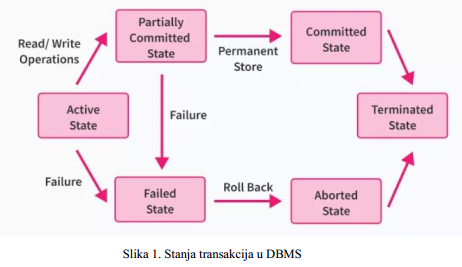 Partially
Committed
State
Committed
State
Read/ Write
Operations
Permanent
Store
Active
State
Failure
Terminated
State
Failure
Failed
State
Roll Back
Aborted
State
Slika 1. Stanja transakcija u DBMS